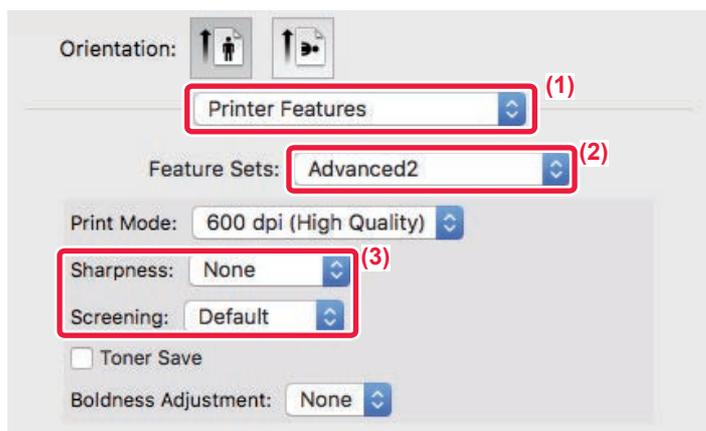 Orientation:
(1)
Printer Features
(2)
Feature Sets: Advanced2
Print Mode: 600 dpi (High Quality)
(3)
Sharpness: None
Screening: Default
Toner Save
Boldness Adjustment: None